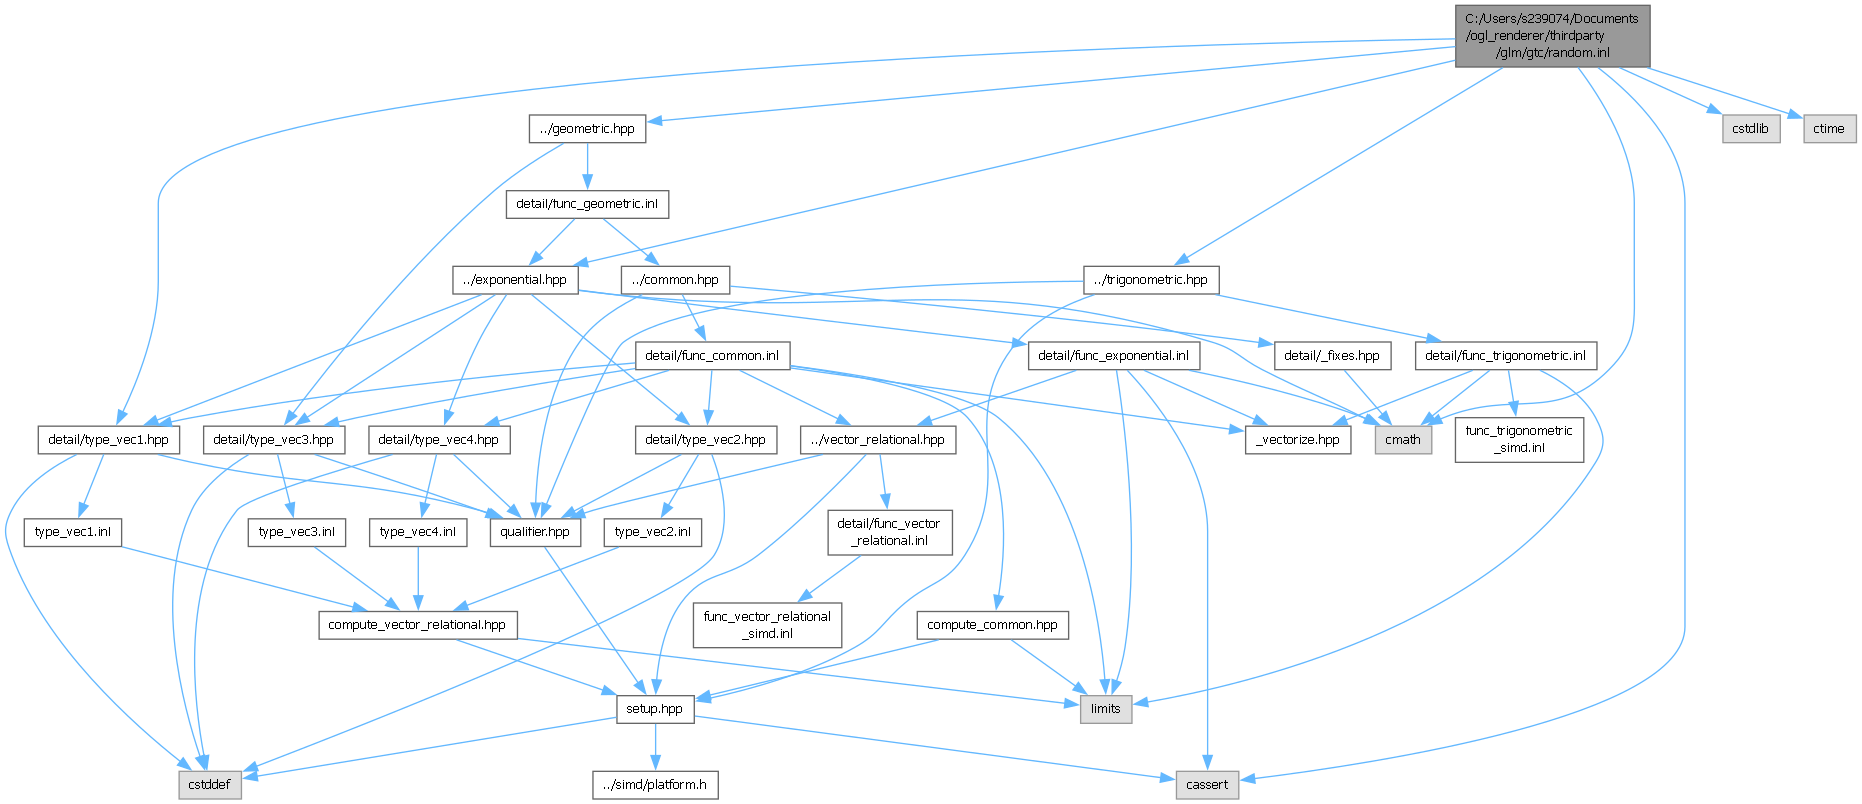 C:/Users/s239074/Documents
/ogl_renderer/thirdparty
/glm/gtc/random.inl
../geometric.hpp
cstdlib
ctime
detail/func_geometric.inl
../exponential.hpp
../common.hpp
../trigonometric.hpp
detail/func_common.inl
detail/func_exponential.inl
detail/_fixes.hpp
detail/func_trigonometric.inl
detail/type_vec1.hpp
detail/type_vec3.hpp
detail/type_vec4.hpp
detail/type_vec2.hpp
../vector_relational.hpp
_vectorize.hpp
cmath
func_trigonometric
_simd.inl
type_vec1.inl
type_vec3.inl
type_vec4.inl
qualifier.hpp
type_vec2.inl
detail/func_vector
_relational.inl
compute_vector_relational.hpp
func_vector_relational
_simd.inl
compute_common.hpp
setup.hpp
limits
cstddef
../simd/platform.h
cassert